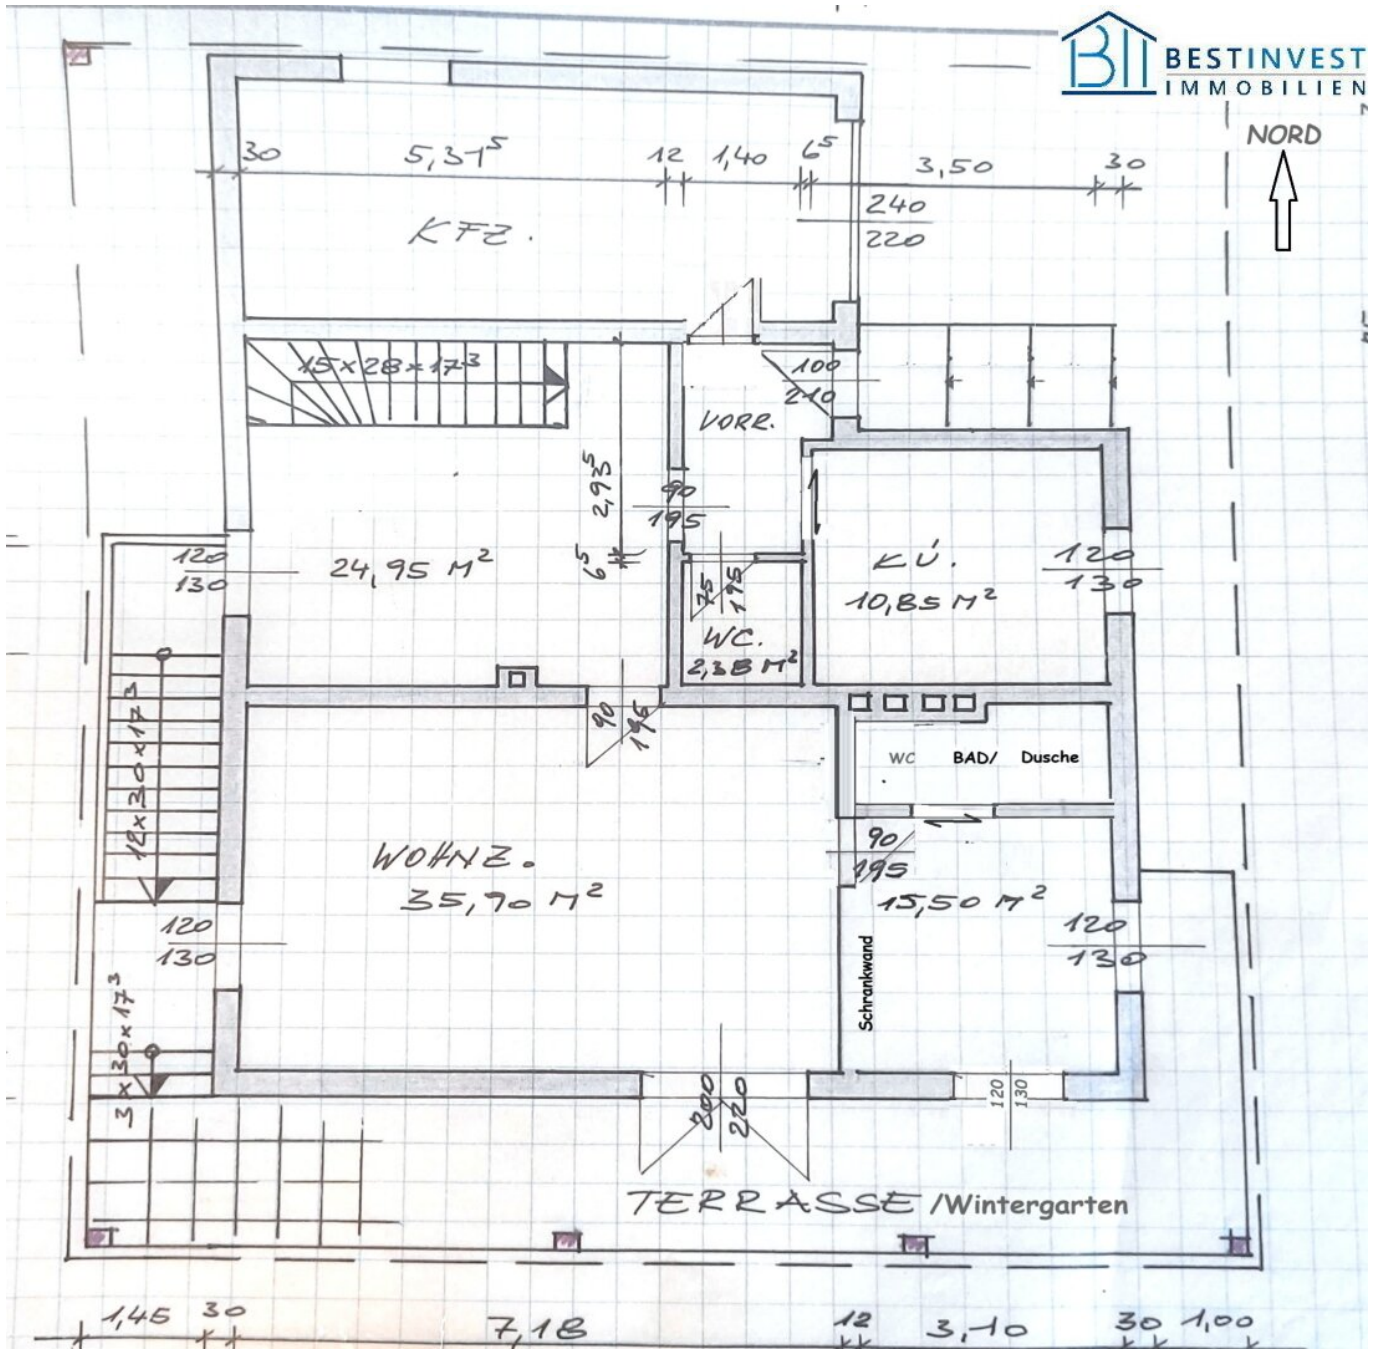 BESTINVEST
IMMOBILIEN
NORD
30 5,31⁵ 12 1,40 6⁵ 3,50 30
240
220
KFZ.
15x28x17³
100
210
VORR.
2,93⁵
90
195
6⁵
120
130
24,95 M²
75
195
WC.
2,38 M²
KÜ.
10,85 M²
120
130
12x30x17³
90
195
WC BAD/ Dusche
WOHNZ.
35,90 M²
90
195
15,50 M²
Schrankwand
120
130
120
130
3x30x17³
200
220
120
130
TERRASSE /Wintergarten
1,45 30 7,18 12 3,10 30 1,00